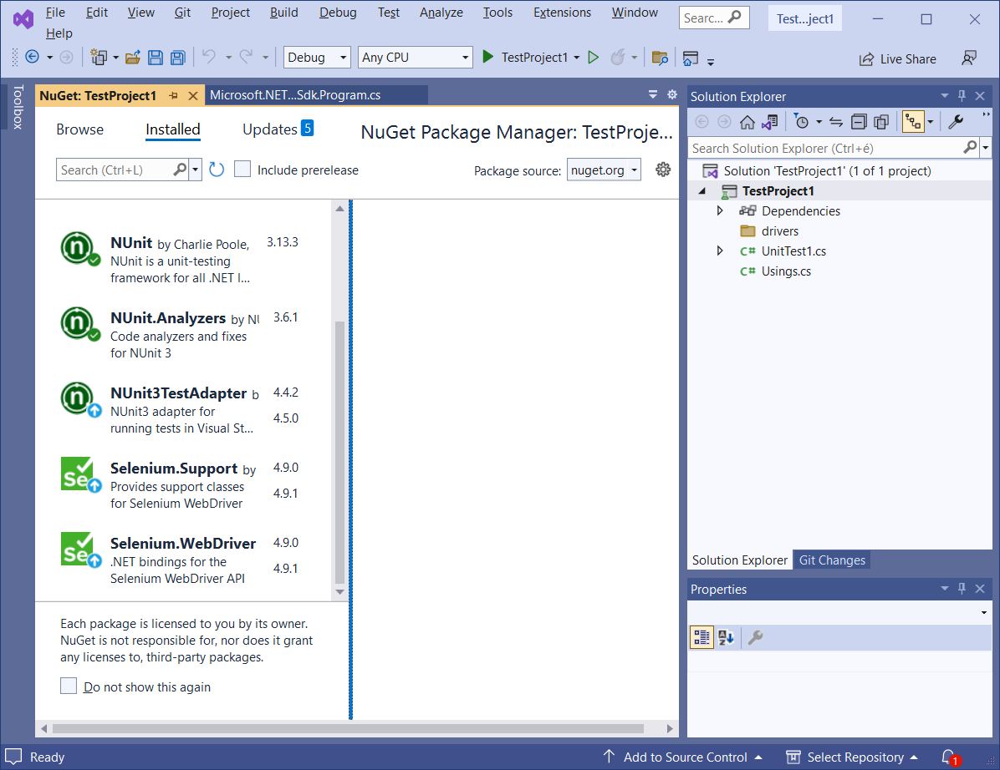 File Edit View Git Project Build Debug Test Analyze Tools Extensions Window
Help
Searc...
Test...ject1
Debug Any CPU TestProject1 Live Share
Toolbox
NuGet: TestProject1
Microsoft.NET...Sdk.Program.cs
Browse Installed Updates 5
NuGet Package Manager: TestProje...
Search (Ctrl+L)
Include prerelease
Package source: nuget.org
NUnit by Charlie Poole, 3.13.3
NUnit is a unit-testing
framework for all .NET l...
NUnit.Analyzers by NU 3.6.1
Code analyzers and fixes
for NUnit 3
NUnit3TestAdapter b 4.4.2
NUnit3 adapter for 4.5.0
running tests in Visual St...
Selenium.Support by 4.9.0
Provides support classes 4.9.1
for Selenium WebDriver
Selenium.WebDriver 4.9.0
.NET bindings for the 4.9.1
Selenium WebDriver API
Each package is licensed to you by its owner.
NuGet is not responsible for, nor does it grant
any licenses to, third-party packages.
Do not show this again
Solution Explorer
Search Solution Explorer (Ctrl+é)
Solution 'TestProject1' (1 of 1 project)
TestProject1
Dependencies
drivers
C# UnitTest1.cs
C# Usings.cs
Solution Explorer Git Changes
Properties
Ready
Add to Source Control
Select Repository
1